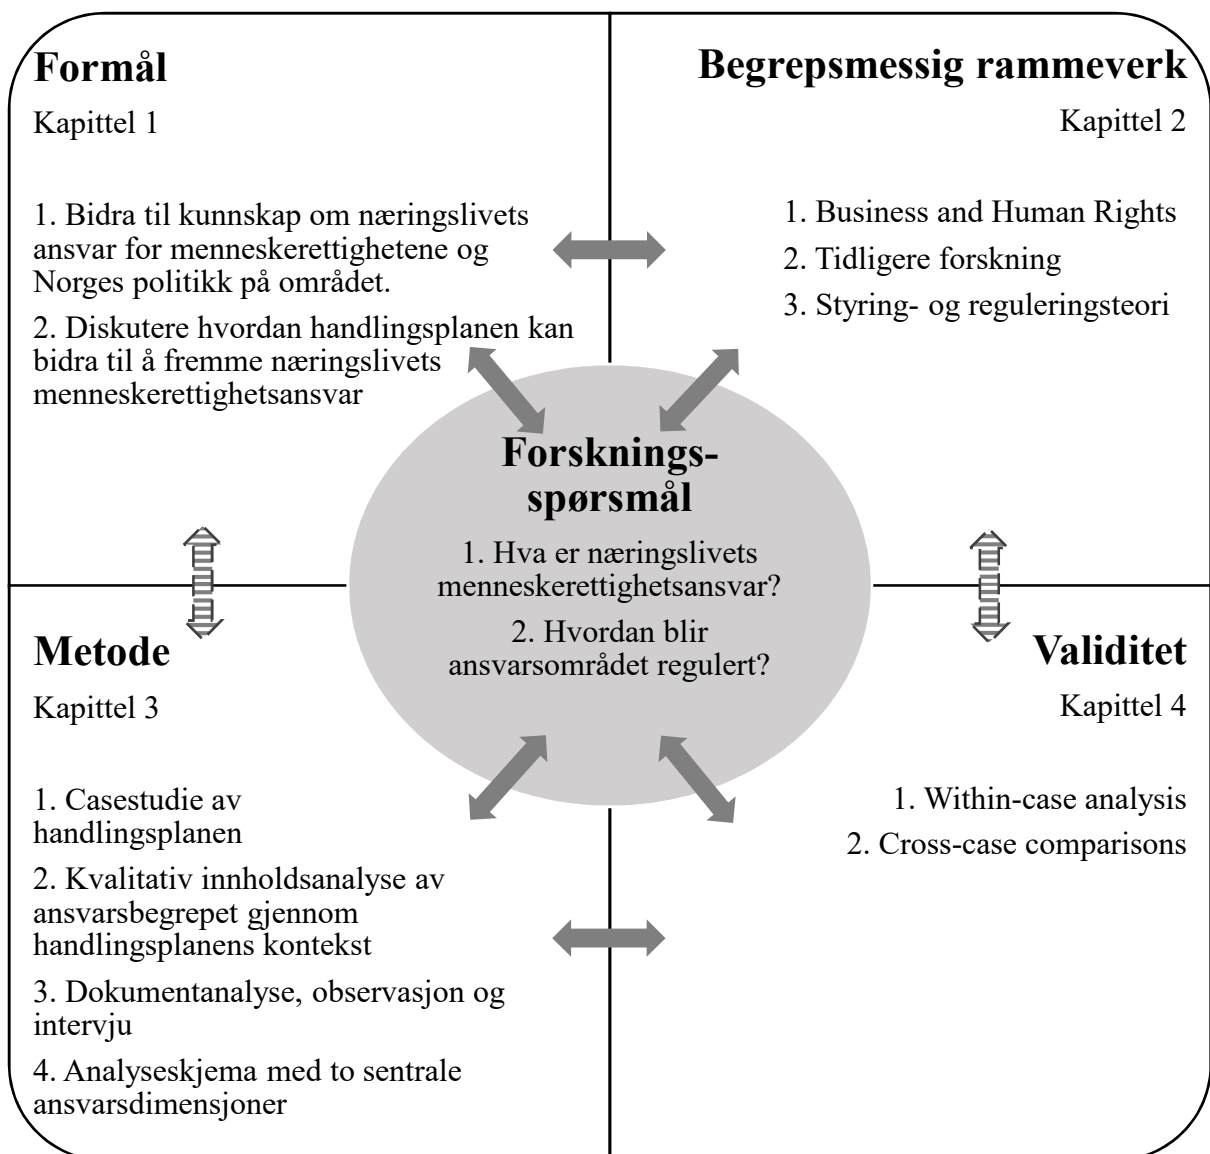 Formål
Kapittel 1
1. Bidra til kunnskap om næringslivets
ansvar for menneskerettighetene og
Norges politikk på området.
2. Diskutere hvordan handlingsplanen kan
bidra til å fremme næringslivets
menneskerettighetsansvar
Begrepsmessig rammeverk
Kapittel 2
1. Business and Human Rights
2. Tidligere forskning
3. Styring- og reguleringsteori
Forsknings-
spørsmål
1. Hva er næringslivets
menneskerettighetsansvar?
2. Hvordan blir
ansvarsområdet regulert?
Metode
Kapittel 3
1. Casestudie av
handlingsplanen
2. Kvalitativ innholdsanalyse av
ansvarsbegrepet gjennom
handlingsplanens kontekst
3. Dokumentanalyse, observasjon og
intervju
4. Analyseskjema med to sentrale
ansvarsdimensjoner
Validitet
Kapittel 4
1. Within-case analysis
2. Cross-case comparisons